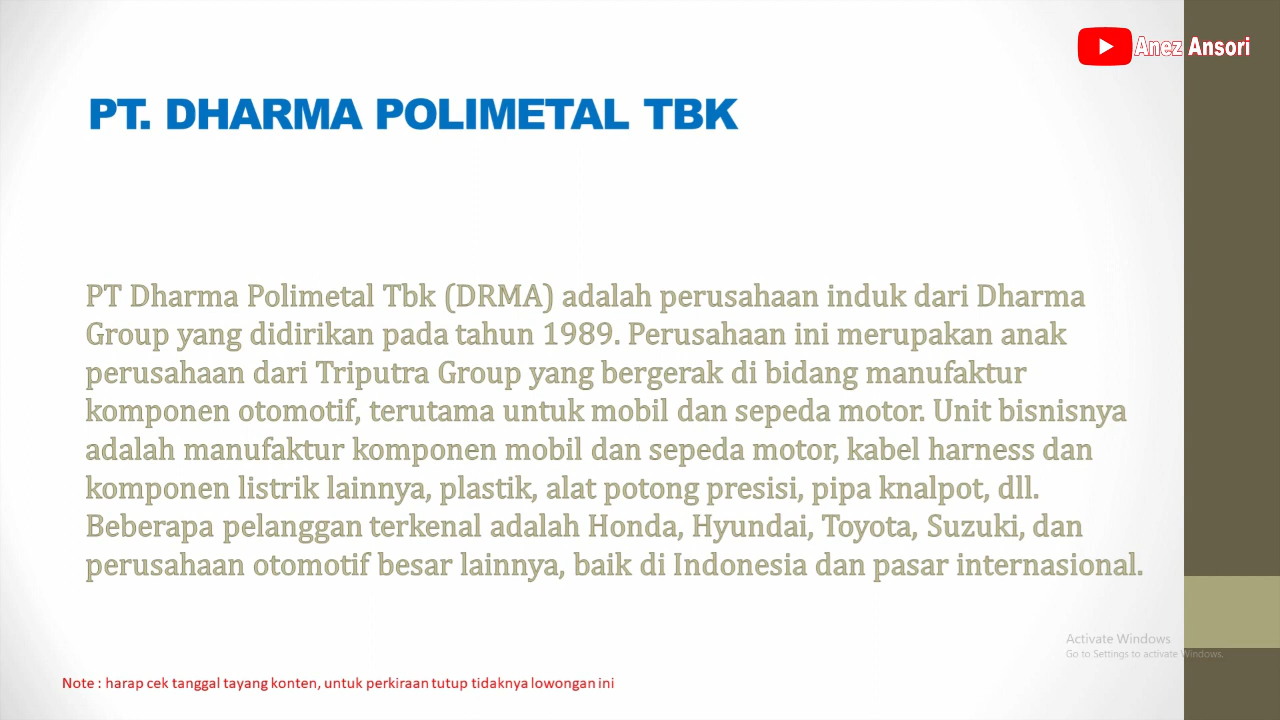 Anez Ansori
PT. DHARMA POLIMETAL TBK
PT Dharma Polimetal Tbk (DRMA) adalah perusahaan induk dari Dharma
Group yang didirikan pada tahun 1989. Perusahaan ini merupakan anak
perusahaan dari Triputra Group yang bergerak di bidang manufaktur
komponen otomotif, terutama untuk mobil dan sepeda motor. Unit bisnisnya
adalah manufaktur komponen mobil dan sepeda motor, kabel harness dan
komponen listrik lainnya, plastik, alat potong presisi, pipa knalpot, dll.
Beberapa pelanggan terkenal adalah Honda, Hyundai, Toyota, Suzuki, dan
perusahaan otomotif besar lainnya, baik di Indonesia dan pasar internasional.
Activate Windows
Go to Settings to activate Windows.
Note : harap cek tanggal tayang konten, untuk perkiraan tutup tidaknya lowongan ini